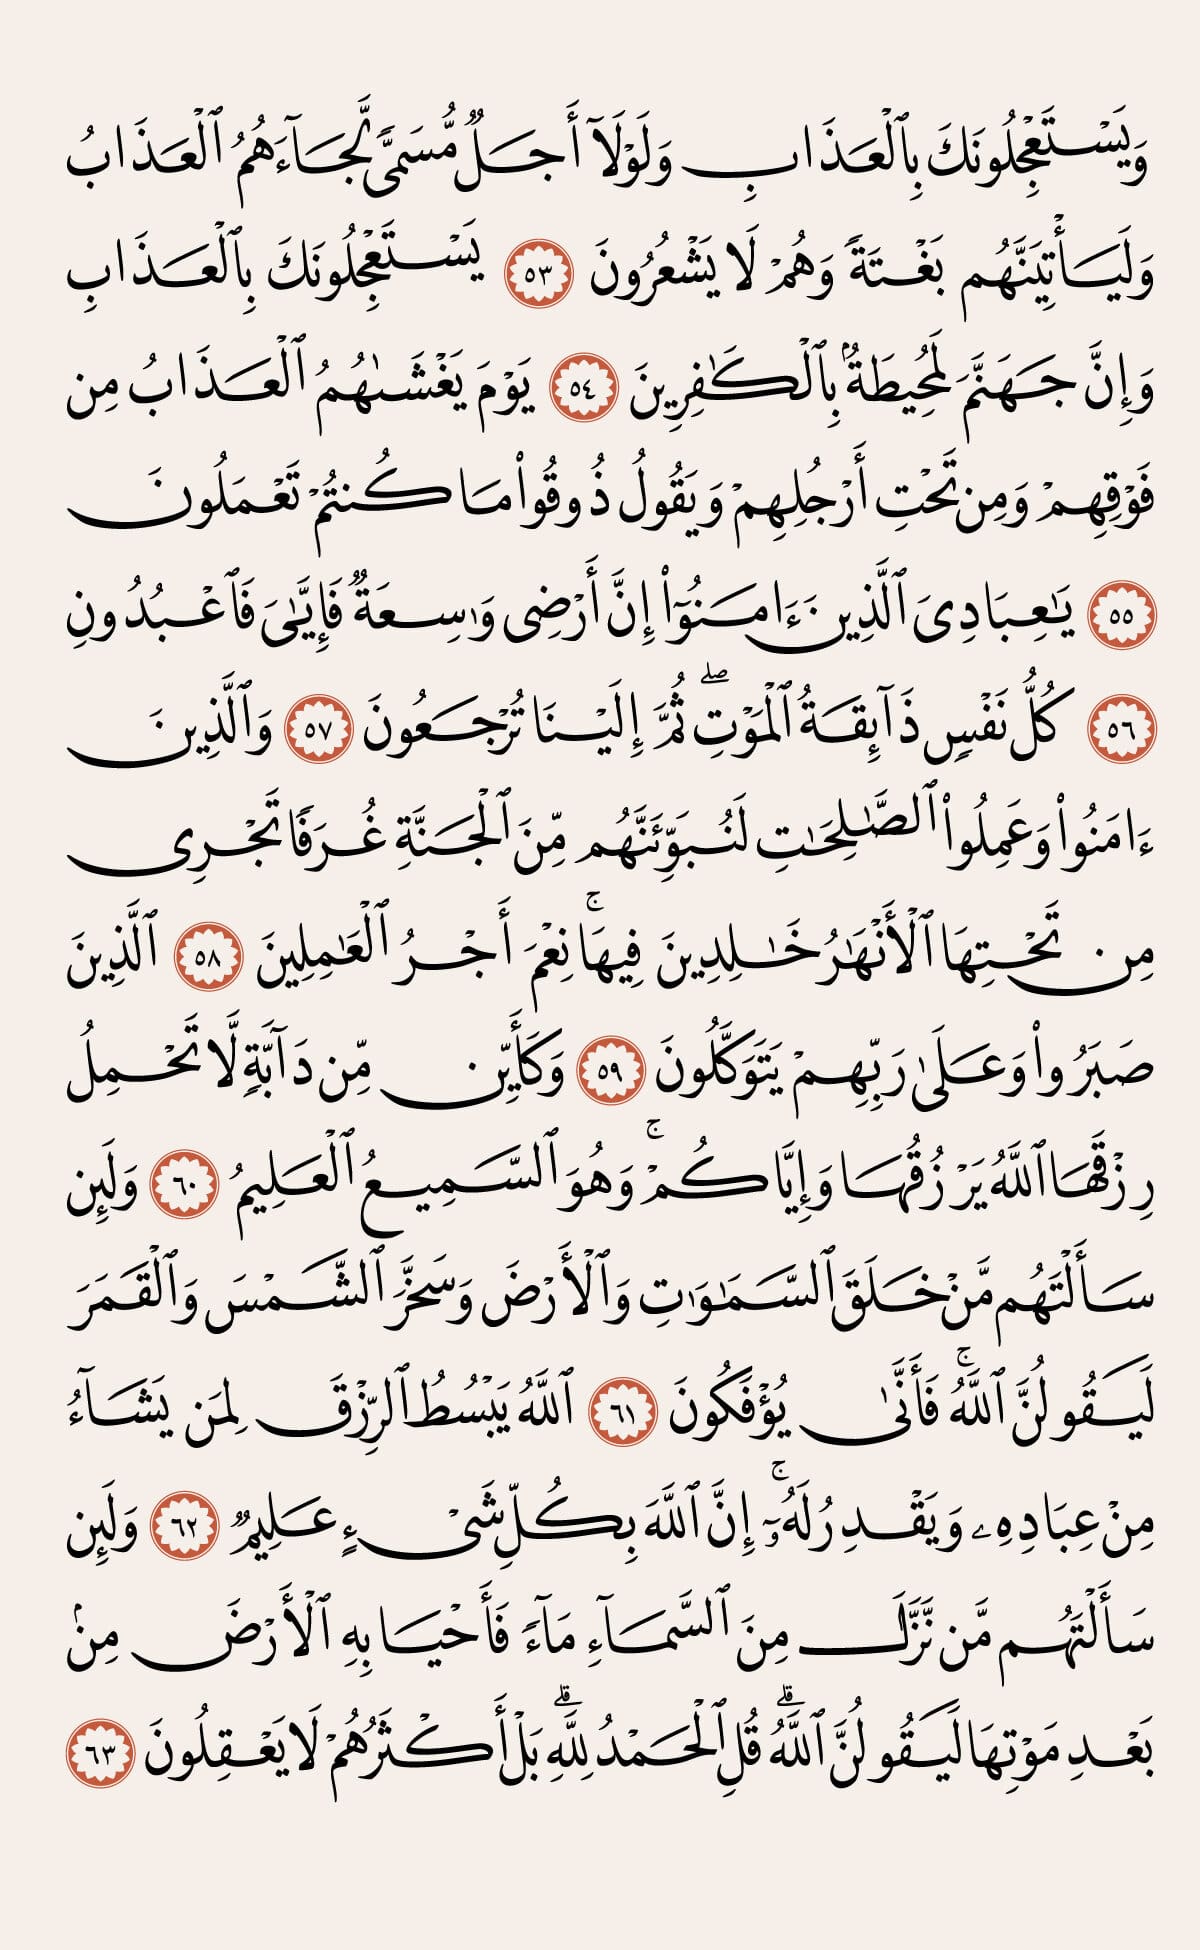 وَيَسۡتَعۡجِلُونَكَ بِٱلۡعَذَابِ وَلَوۡلَآ أَجَلٞ مُّسَمّٗى لَّجَآءَهُمُ ٱلۡعَذَابُ
وَلَيَأۡتِيَنَّهُم بَغۡتَةٗ وَهُمۡ لَا يَشۡعُرُونَ ٥٣ يَسۡتَعۡجِلُونَكَ بِٱلۡعَذَابِ
وَإِنَّ جَهَنَّمَ لَمُحِيطَةُۢ بِٱلۡكَٰفِرِينَ ٥٤ يَوۡمَ يَغۡشَىٰهُمُ ٱلۡعَذَابُ مِن
فَوۡقِهِمۡ وَمِن تَحۡتِ أَرۡجُلِهِمۡ وَيَقُولُ ذُوقُواْ مَا كُنتُمۡ تَعۡمَلُونَ
٥٥ يَٰعِبَادِيَ ٱلَّذِينَ ءَامَنُوٓاْ إِنَّ أَرۡضِي وَٰسِعَةٞ فَإِيَّٰيَ فَٱعۡبُدُونِ
٥٦ كُلُّ نَفۡسٖ ذَآئِقَةُ ٱلۡمَوۡتِۖ ثُمَّ إِلَيۡنَا تُرۡجَعُونَ ٥٧ وَٱلَّذِينَ
ءَامَنُواْ وَعَمِلُواْ ٱلصَّٰلِحَٰتِ لَنُبَوِّئَنَّهُم مِّنَ ٱلۡجَنَّةِ غُرَفٗا تَجۡرِي
مِن تَحۡتِهَا ٱلۡأَنۡهَٰرُ خَٰلِدِينَ فِيهَاۚ نِعۡمَ أَجۡرُ ٱلۡعَٰمِلِينَ ٥٨ ٱلَّذِينَ
صَبَرُواْ وَعَلَىٰ رَبِّهِمۡ يَتَوَكَّلُونَ ٥٩ وَكَأَيِّن مِّن دَآبَّةٖ لَّا تَحۡمِلُ
رِزۡقَهَا ٱللَّهُ يَرۡزُقُهَا وَإِيَّاكُمۡۚ وَهُوَ ٱلسَّمِيعُ ٱلۡعَلِيمُ ٦٠ وَلَئِن
سَأَلۡتَهُم مَّنۡ خَلَقَ ٱلسَّمَٰوَٰتِ وَٱلۡأَرۡضَ وَسَخَّرَ ٱلشَّمۡسَ وَٱلۡقَمَرَ
لَيَقُولُنَّ ٱللَّهُۖ فَأَنَّىٰ يُؤۡفَكُونَ ٦١ ٱللَّهُ يَبۡسُطُ ٱلرِّزۡقَ لِمَن يَشَآءُ
مِنۡ عِبَادِهِۦ وَيَقۡدِرُ لَهُۥٓۚ إِنَّ ٱللَّهَ بِكُلِّ شَيۡءٍ عَلِيمٞ ٦٢ وَلَئِن
سَأَلۡتَهُم مَّن نَّزَّلَ مِنَ ٱلسَّمَآءِ مَآءٗ فَأَحۡيَا بِهِ ٱلۡأَرۡضَ مِنۢ
بَعۡدِ مَوۡتِهَا لَيَقُولُنَّ ٱللَّهُۗ قُلِ ٱلۡحَمۡدُ لِلَّهِۗ بَلۡ أَكۡثَرُهُمۡ لَا يَعۡقِلُونَ ٦٣